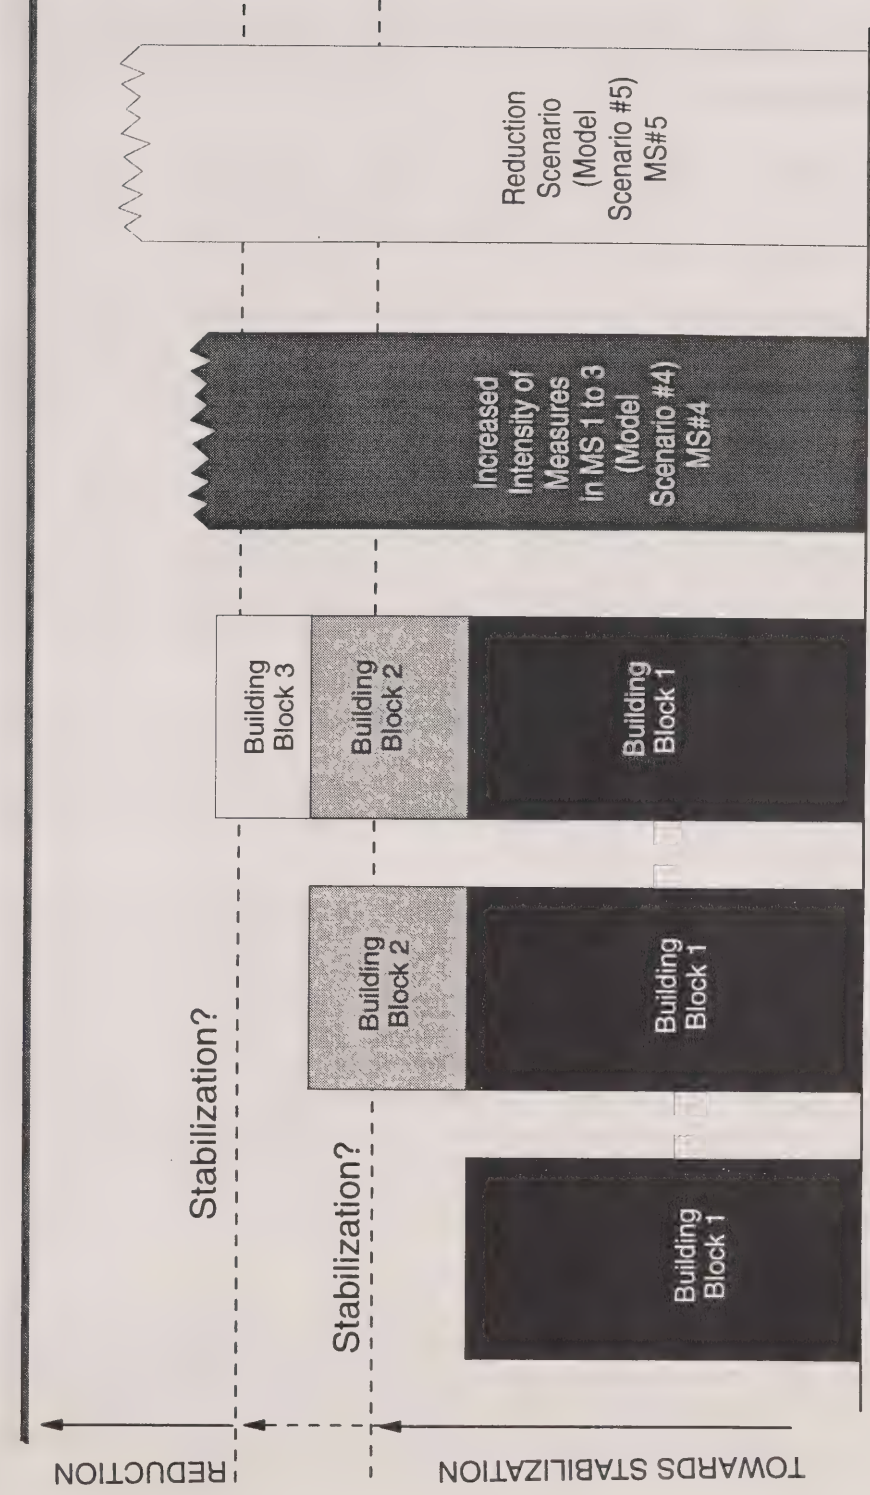 REDUCTION
TOWARDS STABILIZATION
Stabilization?
Stabilization?
Building
Block 1
Building
Block 2
Building
Block 1
Building
Block 3
Building
Block 2
Building
Block 1
Increased
Intensity of
Measures
in MS 1 to 3
(Model
Scenario #4)
MS#4
Reduction
Scenario
(Model
Scenario #5)
MS#5